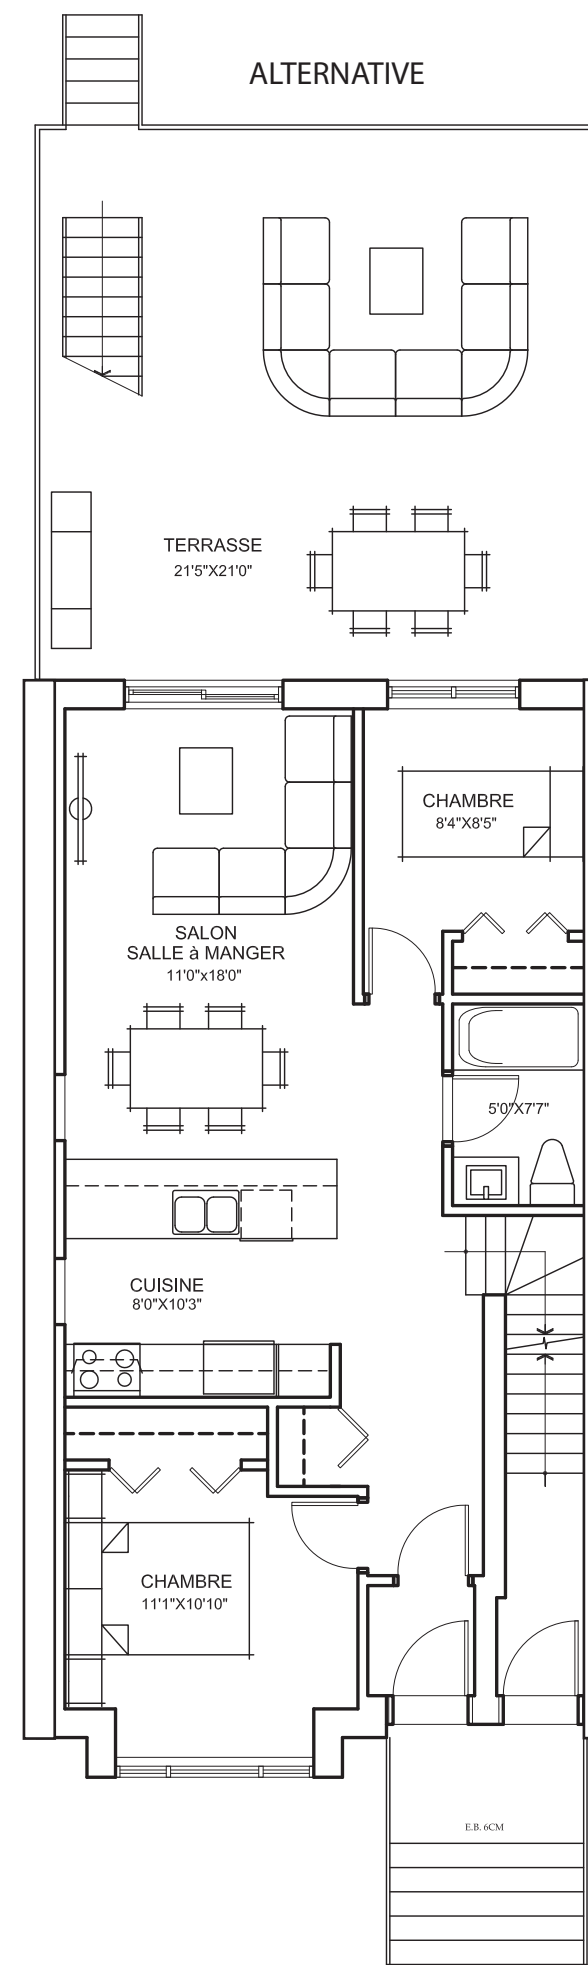 ALTERNATIVE
TERRASSE
21'5"X21'0"
CHAMBRE
8'4"X8'5"
SALON
SALLE à MANGER
11'0"x18'0"
5'0"X7'7"
CUISINE
8'0"X10'3"
CHAMBRE
11'1"X10'10"
E.B. 6CM